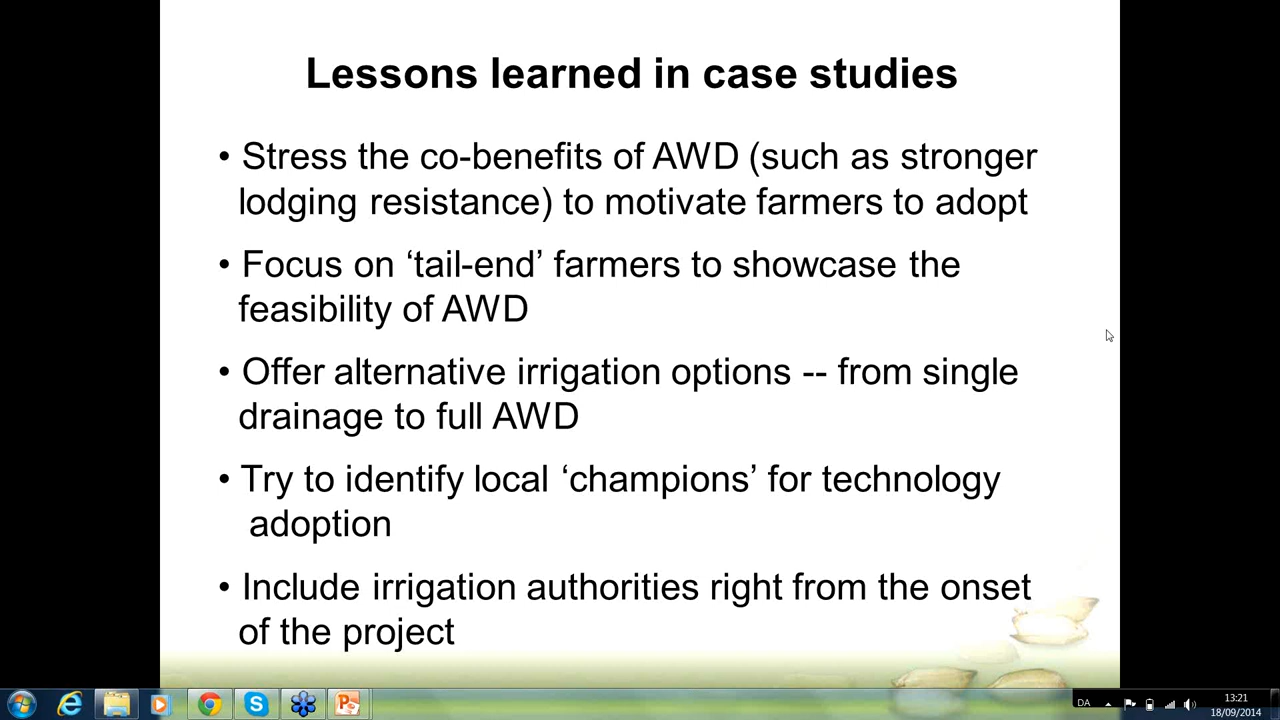 Lessons learned in case studies
• Stress the co-benefits of AWD (such as stronger
lodging resistance) to motivate farmers to adopt
• Focus on ‘tail-end’ farmers to showcase the
feasibility of AWD
• Offer alternative irrigation options -- from single
drainage to full AWD
• Try to identify local ‘champions’ for technology
adoption
• Include irrigation authorities right from the onset
of the project
DA
13:21
18/09/2014